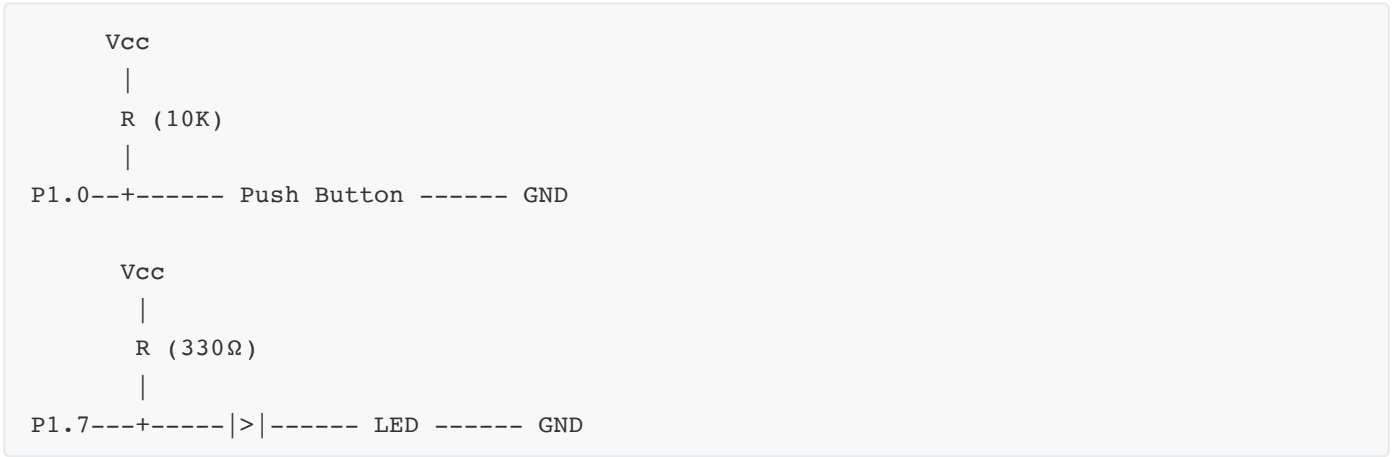 Vcc
|
R (10K)
|
P1.0--+------ Push Button ------ GND
Vcc
|
R (330Ω)
|
P1.7---+-----|>|------ LED ------ GND